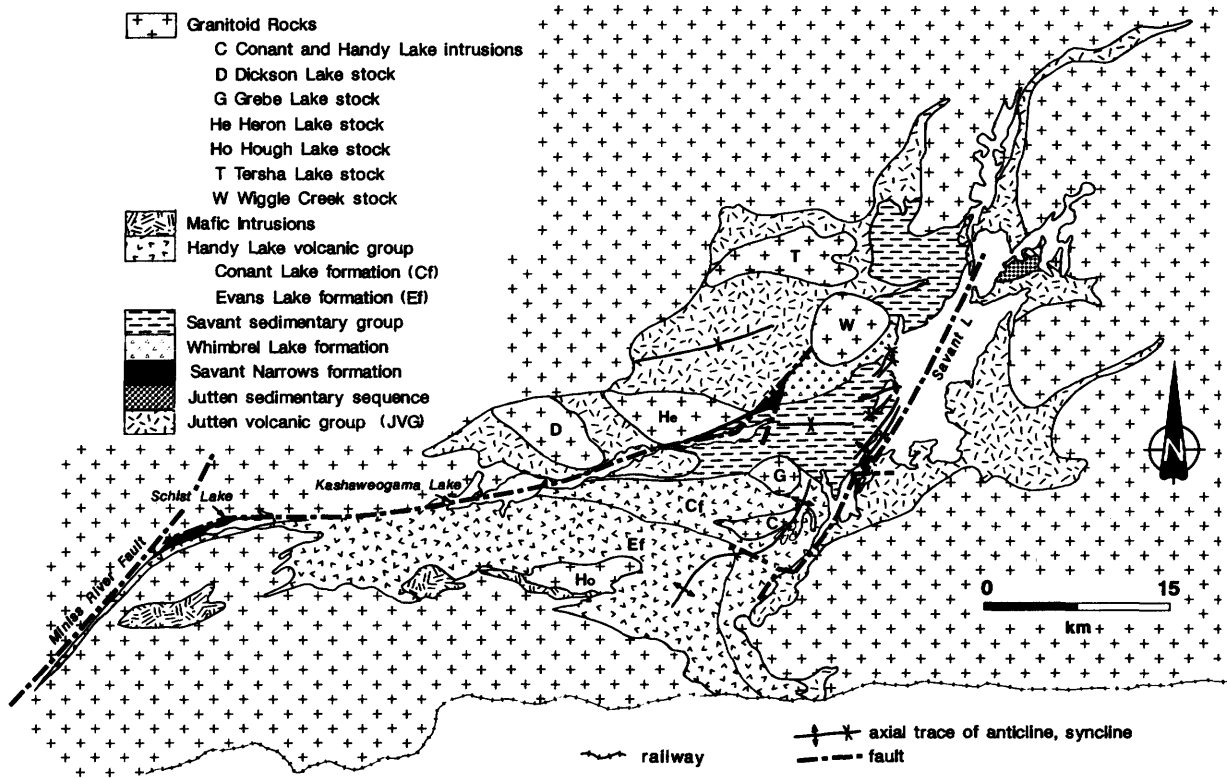 Granitoid Rocks
C Conant and Handy Lake intrusions
D Dickson Lake stock
G Grebe Lake stock
He Heron Lake stock
Ho Hough Lake stock
T Tersha Lake stock
W Wiggle Creek stock
Mafic Intrusions
Handy Lake volcanic group
Conant Lake formation (Cf)
Evans Lake formation (Ef)
Savant sedimentary group
Whimbrel Lake formation
Savant Narrows formation
Jutten sedimentary sequence
Jutten volcanic group (JVG)
T
W
Savant L
He
D
N
Schist Lake
Kashaweogama Lake
G
Cf
C
Ef
Ho
Miniss River Fault
0 15
km
axial trace of anticline, syncline
railway
fault